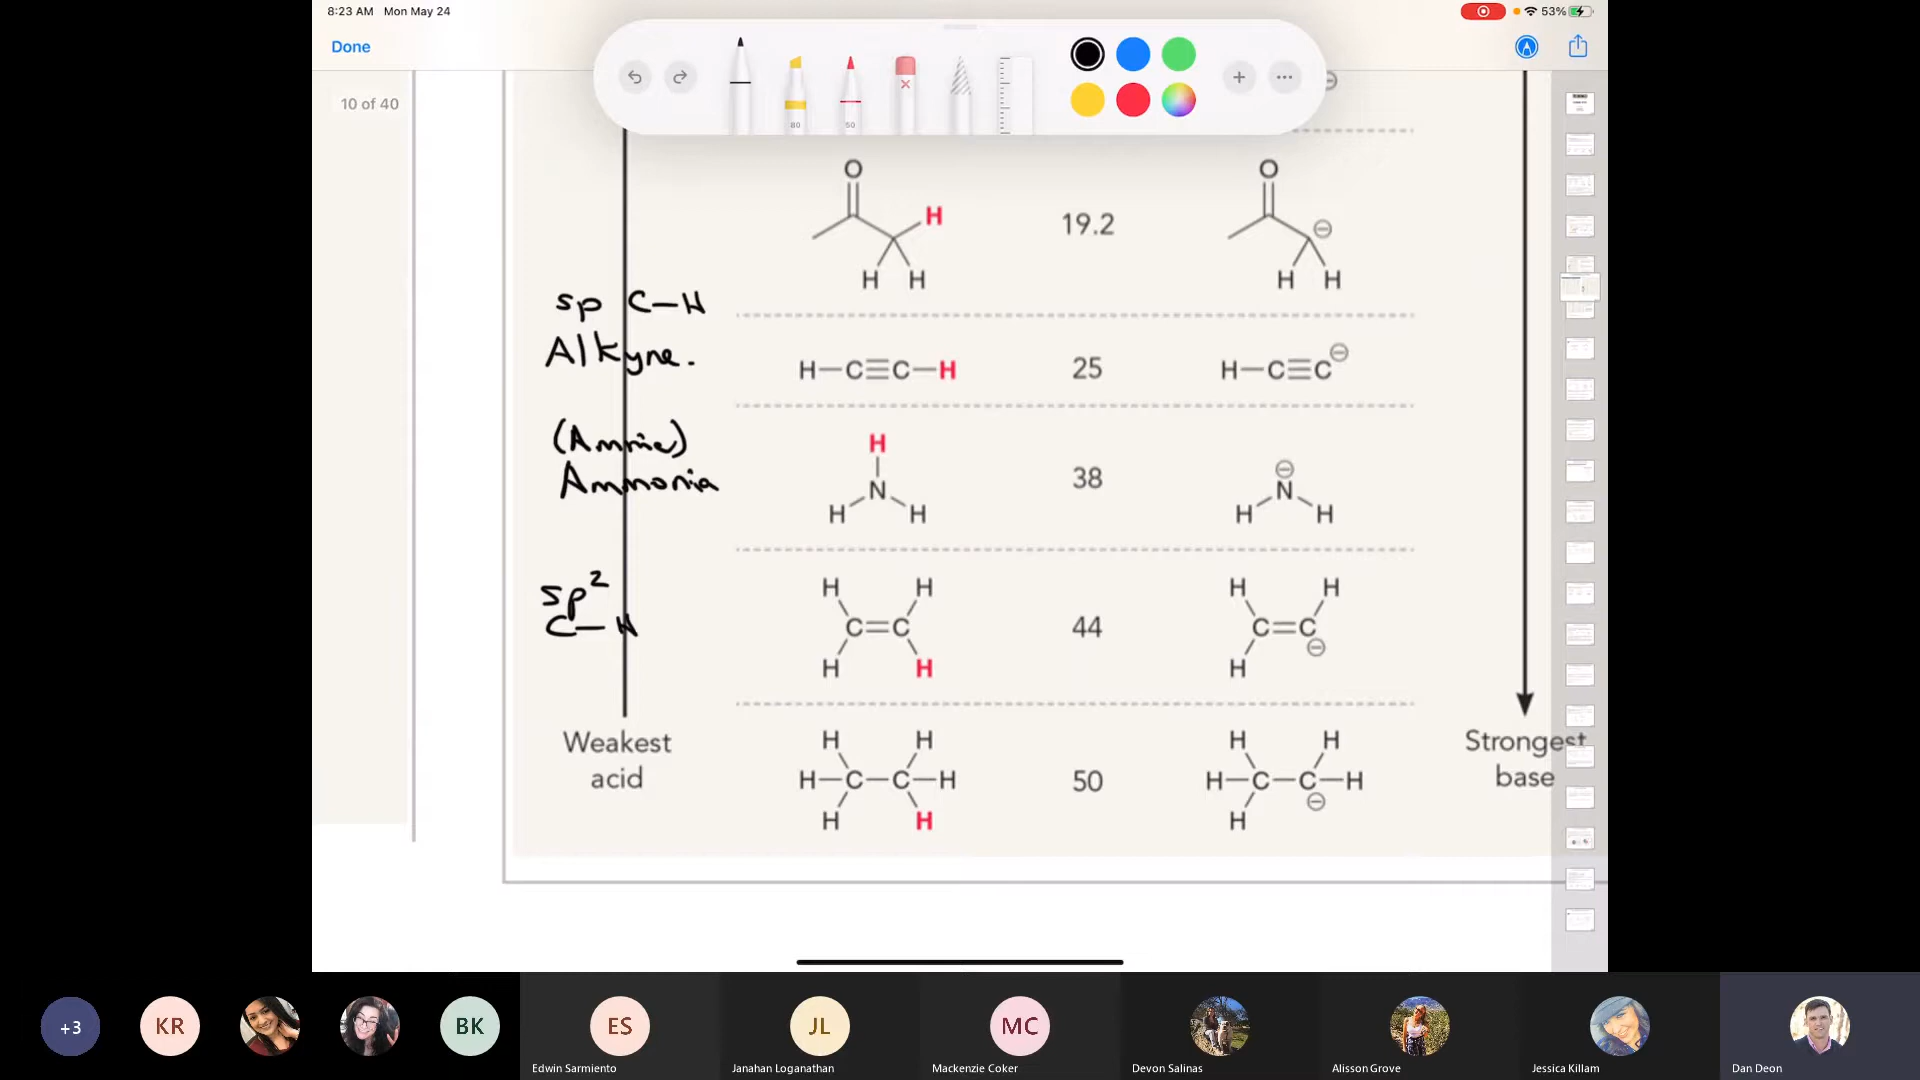 8:23 AM Mon May 24
53%
Done
80
50
10 of 40
O
H
H H
19.2
O
⊖
H H
sp C–H
Alkyne.
H–C≡C–H
25
H–C≡C⊖
(Amine)
Ammonia
H
N
H H
38
⊖
N
H H
sp²
C–H
H H
C=C
H H
44
H H
C=C
H ⊖
Weakest
acid
H H
H–C–C–H
H H
50
H H
H–C–C–H
H ⊖
Strongest
base
+3
KR
BK
ES
JL
MC
Edwin Sarmiento
Janahan Loganathan
Mackenzie Coker
Devon Salinas
Alisson Grove
Jessica Killam
Dan Deon